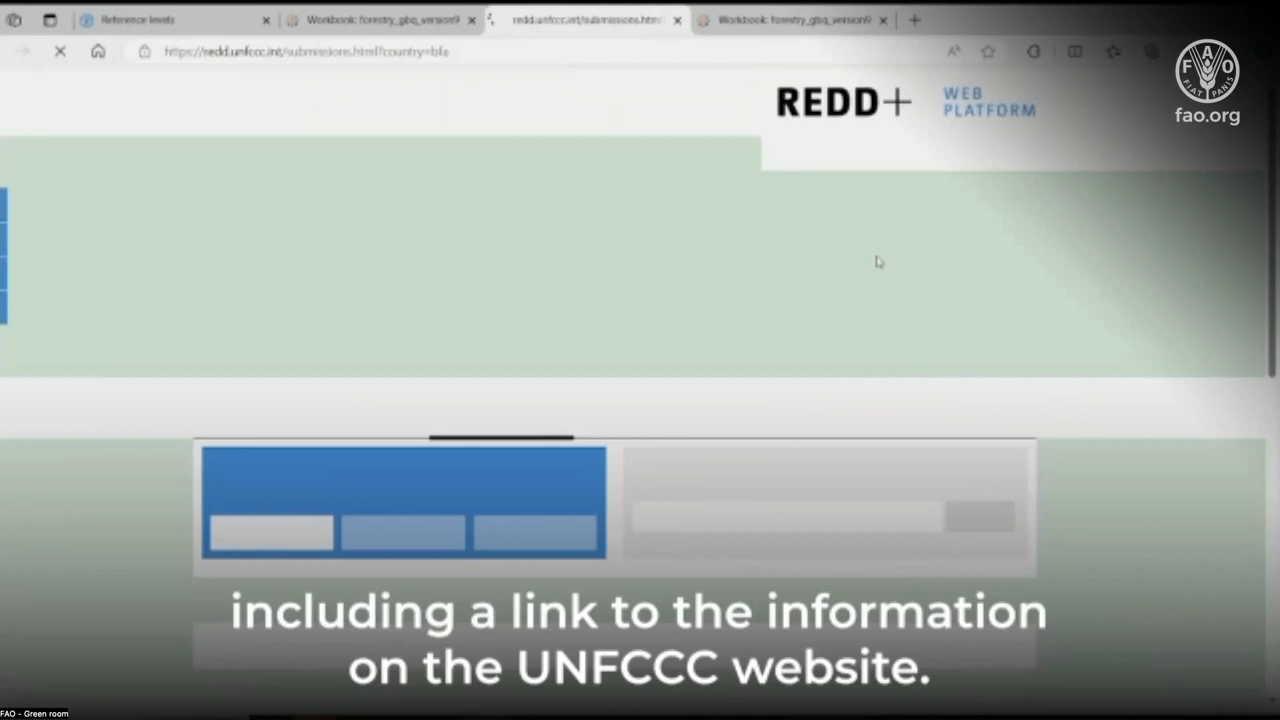 Reference levels
Workbook: forestry_gbq_version9
redd.unfccc.int/submissions.html
Workbook: forestry_gbq_version9
https://redd.unfccc.int/submissions.html?country=bfa
REDD+
WEB
PLATFORM
FAO
FIAT PANIS
fao.org
including a link to the information
on the UNFCCC website.
FAO - Green room